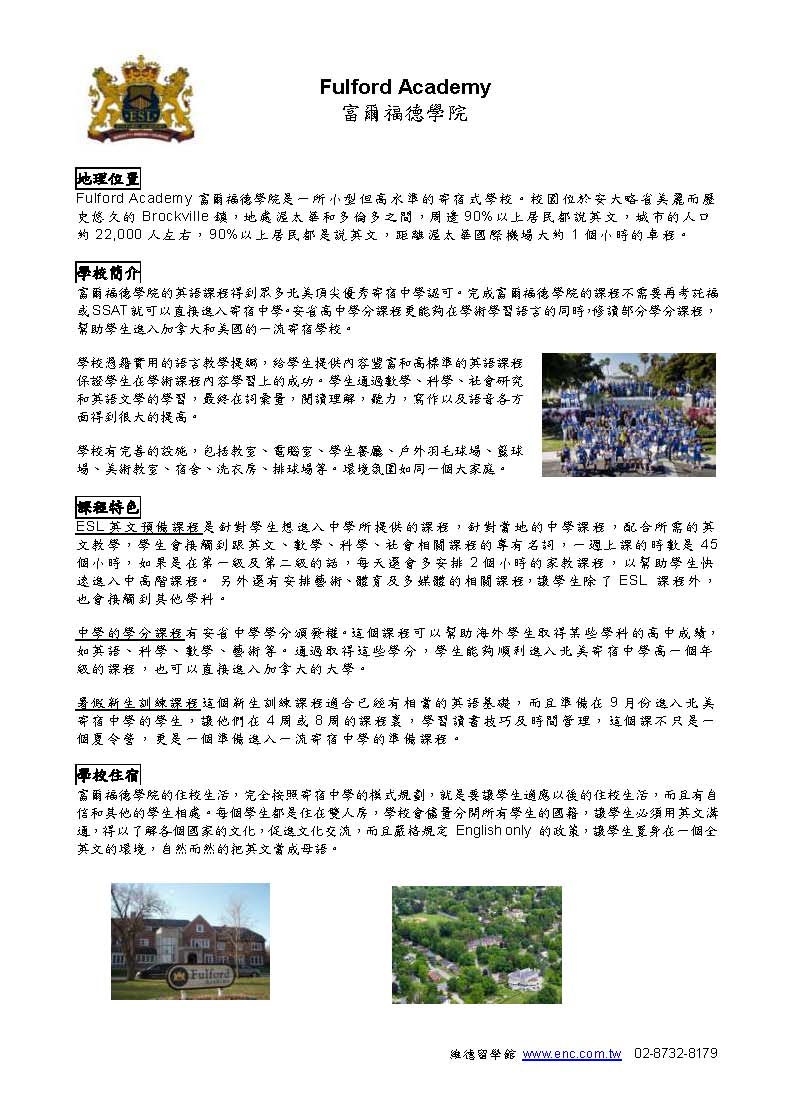 ESL
Fulford Academy
富爾福德學院
地理位置
Fulford Academy 富爾福德學院是一所小型但高水準的寄宿式學校。校園位於安大略省美麗而歷
史悠久的 Brockville 鎮，地處渥太華和多倫多之間，周邊 90%以上居民都說英文，城市的人口
約 22,000 人左右，90%以上居民都是說英文，距離渥太華國際機場大約 1 個小時的車程。
學校簡介
富爾福德學院的英語課程得到眾多北美頂尖優秀寄宿中學認可。完成富爾福德學院的課程不需要再考託福
或SSAT就可以直接進入寄宿中學。安省高中學分課程更能夠在學術學習語言的同時，修讀部分學分課程，
幫助學生進入加拿大和美國的一流寄宿學校。
學校憑藉實用的語言教學提綱，給學生提供內容豐富和高標準的英語課程
保證學生在學術課程內容學習上的成功。學生通過數學、科學、社會研究
和英語文學的學習，最終在詞彙量，閱讀理解，聽力，寫作以及語音各方
面得到很大的提高。
學校有完善的設施，包括教室、電腦室、學生餐廳、戶外羽毛球場、籃球
場、美術教室、宿舍、洗衣房、排球場等。環境氛圍如同一個大家庭。
課程特色
ESL 英文預備課程是針對學生想進入中學所提供的課程，針對當地的中學課程，配合所需的英
文教學，學生會接觸到跟英文、數學、科學、社會相關課程的專有名詞，一週上課的時數是 45
個小時，如果是在第一級及第二級的話，每天還會多安排 2 個小時的家教課程，以幫助學生快
速進入中高階課程。 另外還有安排藝術、體育及多媒體的相關課程，讓學生除了 ESL 課程外，
也會接觸到其他學科。
中學的學分課程有安省中學學分頒發權。這個課程可以幫助海外學生取得某些學科的高中成績，
如英語、科學、數學、藝術等。通過取得這些學分，學生能夠順利進入北美寄宿中學高一個年
級的課程，也可以直接進入加拿大的大學。
暑假新生訓練課程這個新生訓練課程適合已經有相當的英語基礎，而且準備在 9 月份進入北美
寄宿中學的學生，讓他們在 4 周或 8 周的課程裏，學習讀書技巧及時間管理，這個課不只是一
個夏令營，更是一個準備進入一流寄宿中學的準備課程。
學校住宿
富爾福德學院的住校生活，完全按照寄宿中學的模式規劃，就是要讓學生適應以後的住校生活，而且有自
信和其他的學生相處。每個學生都是住在雙人房，學校會儘量分開所有學生的國籍，讓學生必須用英文溝
通，得以了解各個國家的文化，促進文化交流，而且嚴格規定 English only 的政策，讓學生置身在一個全
英文的環境，自然而然的把英文當成母語。
Fulford
Academy
維德留學館 www.enc.com.tw 02-8732-8179